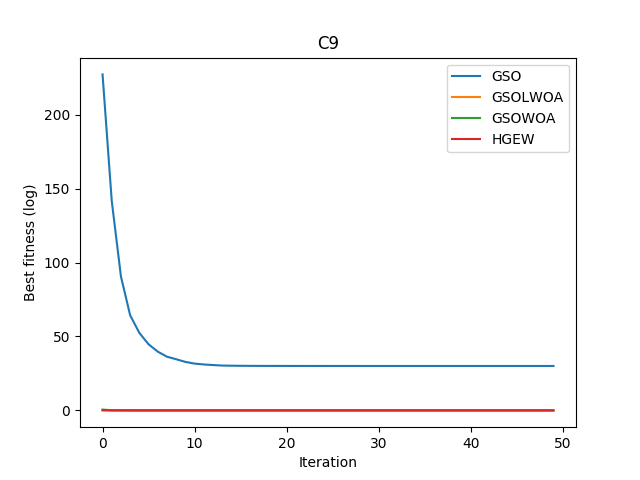 C9
GSO
GSOLWOA
GSOWOA
HGEW
Best fitness (log)
200
150
100
50
0
0 10 20 30 40 50
Iteration